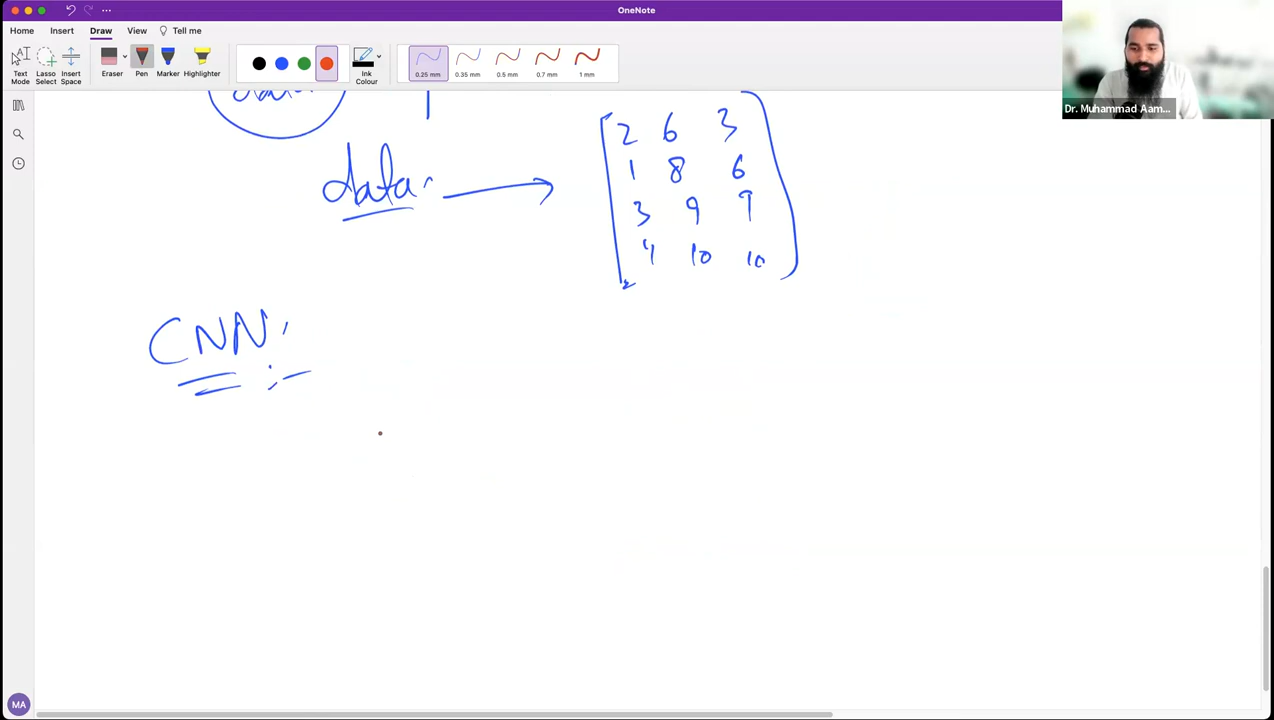 OneNote
Home Insert Draw View Tell me
Text Mode Lasso Select Insert Space Eraser Pen Marker Highlighter Ink Colour 0.25 mm 0.35 mm 0.5 mm 0.7 mm 1 mm
Dr. Muhammad Aam...
data
data
2 6 3
1 8 6
3 9 9
4 10 10
CNN
MA